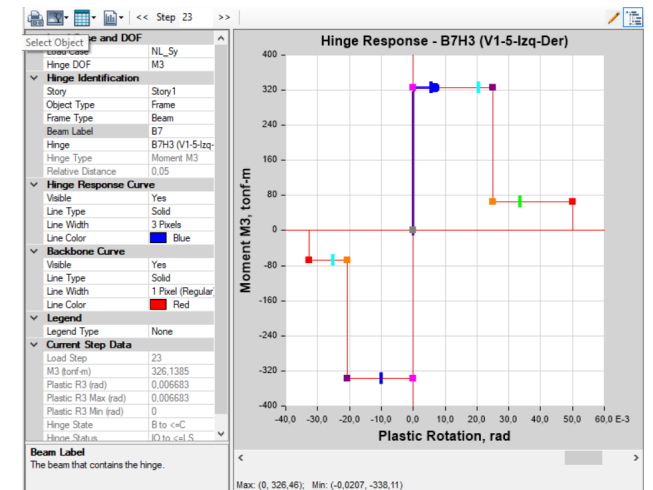 << Step 23 >>
Select Object
Case and DOF
Load Case NL_Sy
Hinge DOF M3
Hinge Identification
Story Story1
Object Type Frame
Frame Type Beam
Beam Label B7
Hinge B7H3 (V1-5-Izq-
Hinge Type Moment M3
Relative Distance 0,05
Hinge Response Curve
Visible Yes
Line Type Solid
Line Width 3 Pixels
Line Color Blue
Backbone Curve
Visible Yes
Line Type Solid
Line Width 1 Pixel (Regular)
Line Color Red
Legend
Legend Type None
Current Step Data
Load Step 23
M3 (tonf-m) 326,1385
Plastic R3 (rad) 0,006683
Plastic R3 Max (rad) 0,006683
Plastic R3 Min (rad) 0
Hinge State B to <=C
Hinge Status IO to <=LS
Beam Label
The beam that contains the hinge.
Hinge Response - B7H3 (V1-5-Izq-Der)
400
320
240
160
80
0
-80
-160
-240
-320
-400
Moment M3, tonf-m
-40,0 -30,0 -20,0 -10,0 0,0 10,0 20,0 30,0 40,0 50,0 60,0 E-3
Plastic Rotation, rad
Max: (0, 326,46); Min: (-0,0207, -338,11)